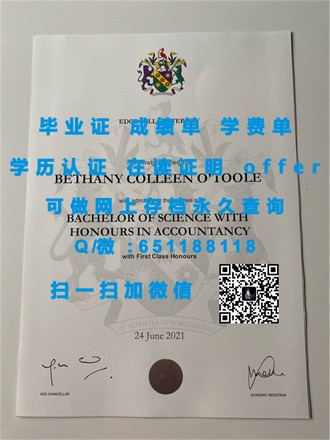 毕业证 成绩单 学费单
学历认证 在读证明 offer
BETHANY COLLEEN O'TOOLE
可做网上存档永久查询
BACHELOR OF SCIENCE WITH
HONOURS IN ACCOUNTANCY
Q/微:651188118
with First Class Honours
扫一扫加微信
24 June 2021
VICE-CHANCELLOR
ACADEMIC REGISTRAR